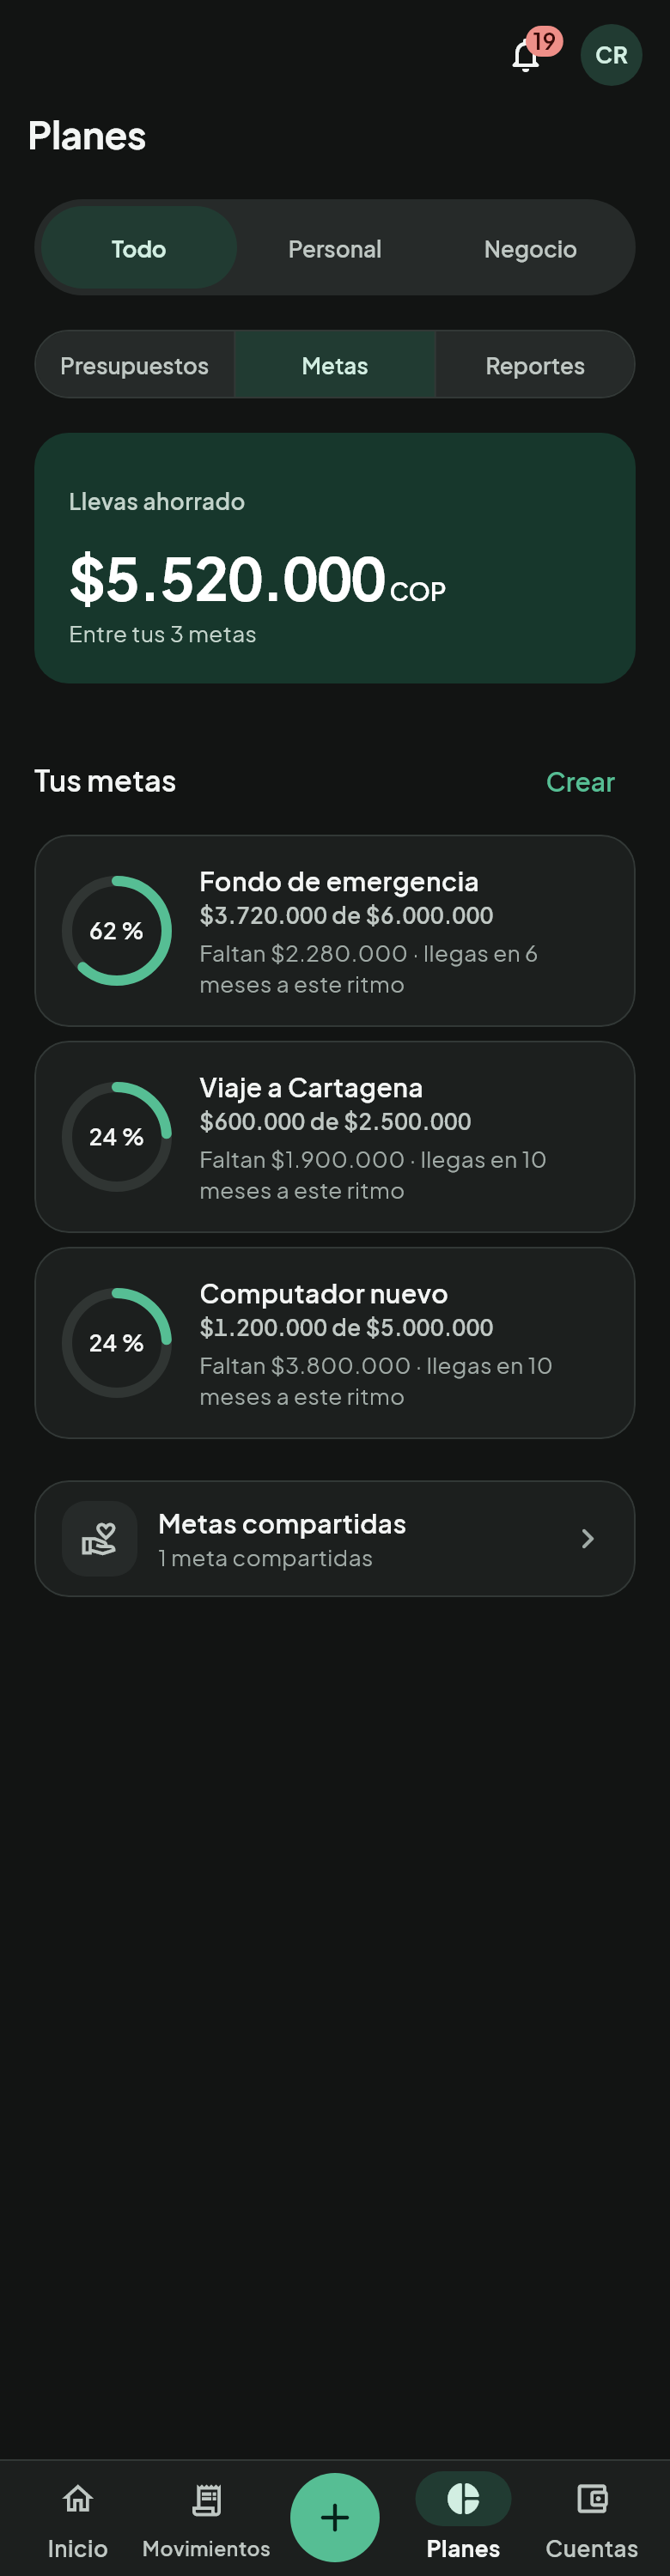 19
CR
Planes
Todo
Personal
Negocio
Presupuestos
Metas
Reportes
Llevas ahorrado
$5.520.000 COP
Entre tus 3 metas
Tus metas
Crear
62 %
Fondo de emergencia
$3.720.000 de $6.000.000
Faltan $2.280.000 · llegas en 6
meses a este ritmo
24 %
Viaje a Cartagena
$600.000 de $2.500.000
Faltan $1.900.000 · llegas en 10
meses a este ritmo
24 %
Computador nuevo
$1.200.000 de $5.000.000
Faltan $3.800.000 · llegas en 10
meses a este ritmo
Metas compartidas
1 meta compartidas
Inicio
Movimientos
Planes
Cuentas